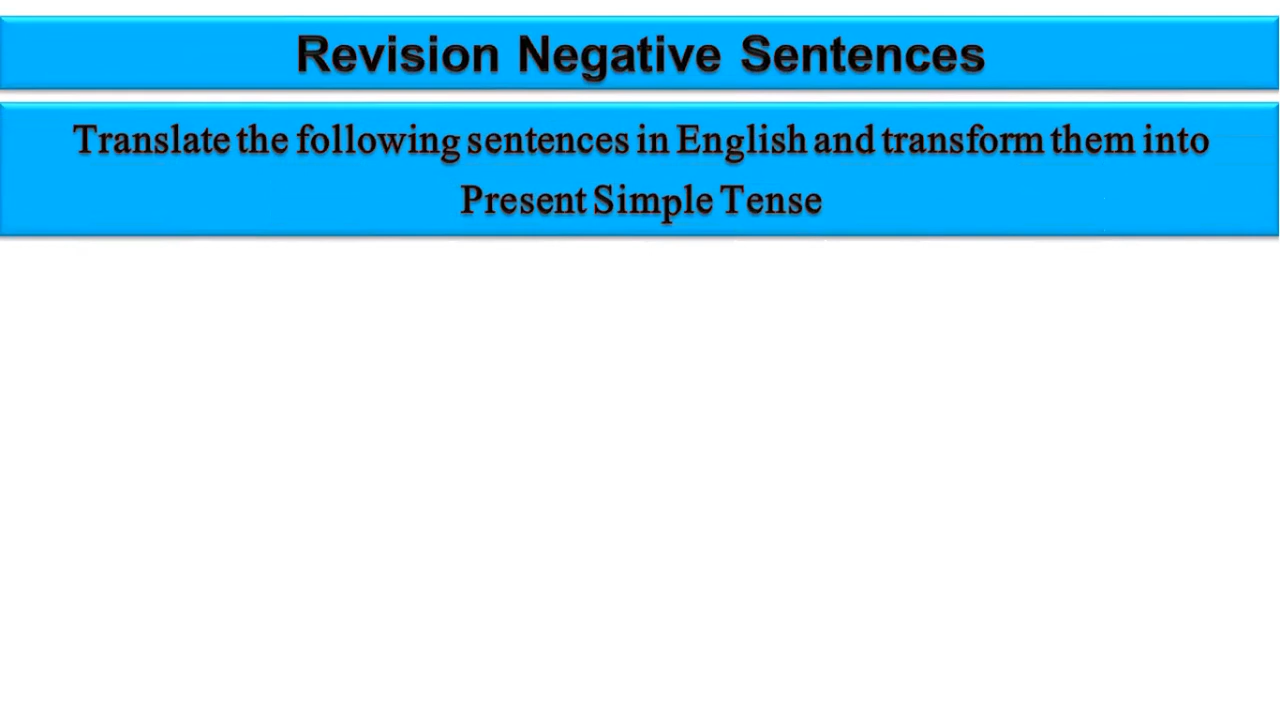 Revision Negative Sentences
Translate the following sentences in English and transform them into
Present Simple Tense